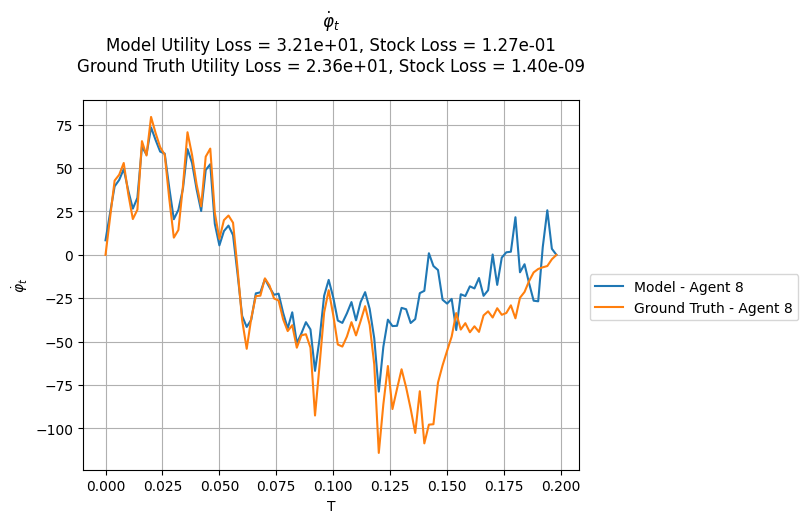 φ̇_t
Model Utility Loss = 3.21e+01, Stock Loss = 1.27e-01
Ground Truth Utility Loss = 2.36e+01, Stock Loss = 1.40e-09
75
50
25
0
−25
−50
−75
−100
φ̇_t
0.000 0.025 0.050 0.075 0.100 0.125 0.150 0.175 0.200
T
Model - Agent 8
Ground Truth - Agent 8